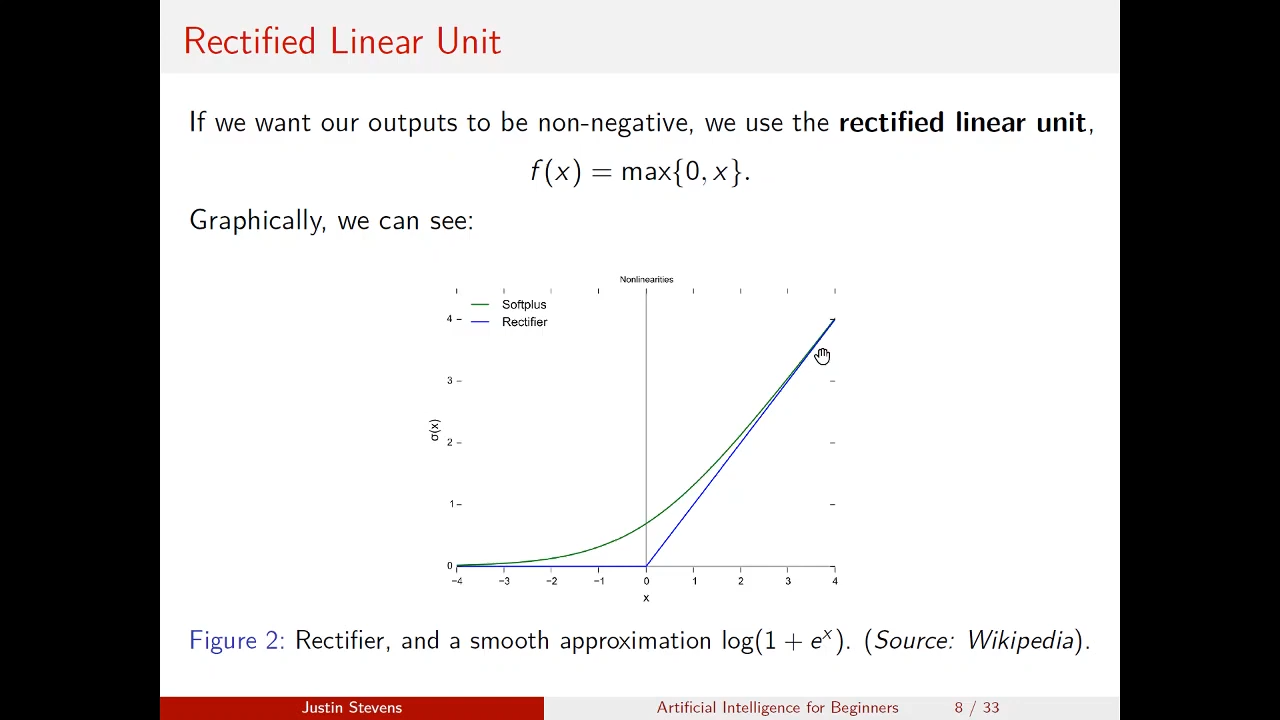 Rectified Linear Unit
If we want our outputs to be non-negative, we use the rectified linear unit,
f(x) = max{0, x}.
Graphically, we can see:
Nonlinearities
Softplus
Rectifier
4
3
2
1
0
σ(x)
−4 −3 −2 −1 0 1 2 3 4
x
Figure 2: Rectifier, and a smooth approximation log(1 + eˣ). (Source: Wikipedia).
Justin Stevens Artificial Intelligence for Beginners 8 / 33